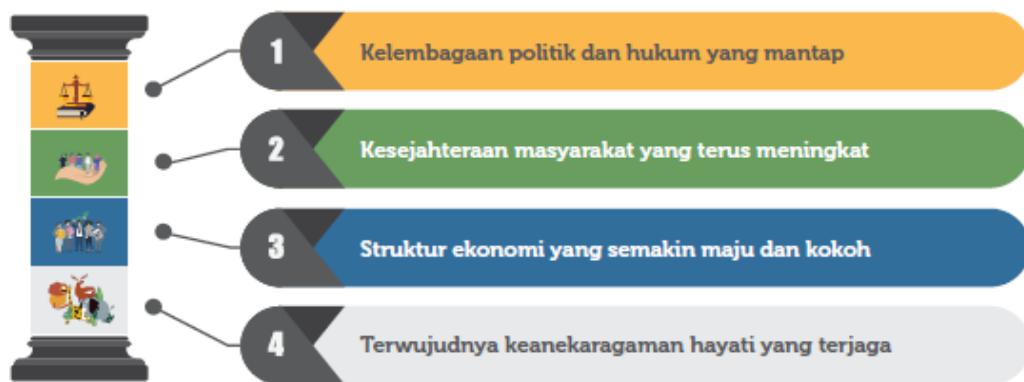 1
Kelembagaan politik dan hukum yang mantap
2
Kesejahteraan masyarakat yang terus meningkat
3
Struktur ekonomi yang semakin maju dan kokoh
4
Terwujudnya keanekaragaman hayati yang terjaga